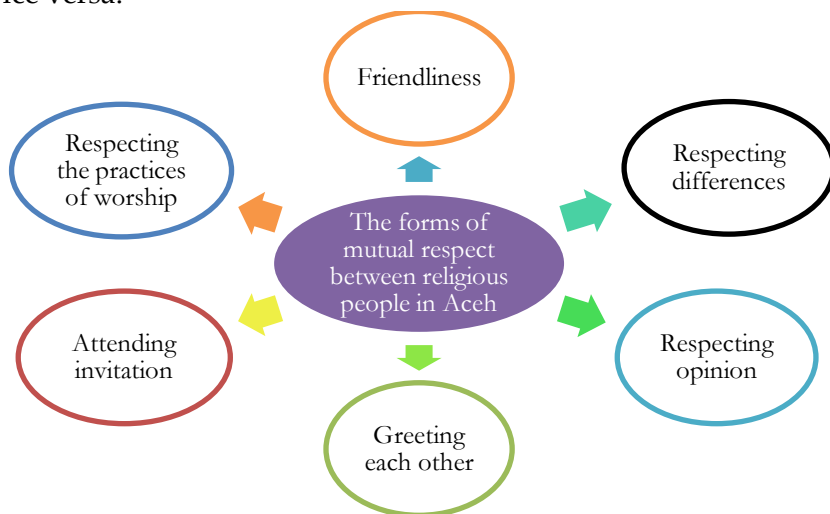 ice versa.
Friendliness
Respecting
the practices
of worship
Respecting
differences
The forms of
mutual respect
between religious
people in Aceh
Attending
invitation
Respecting
opinion
Greeting
each other